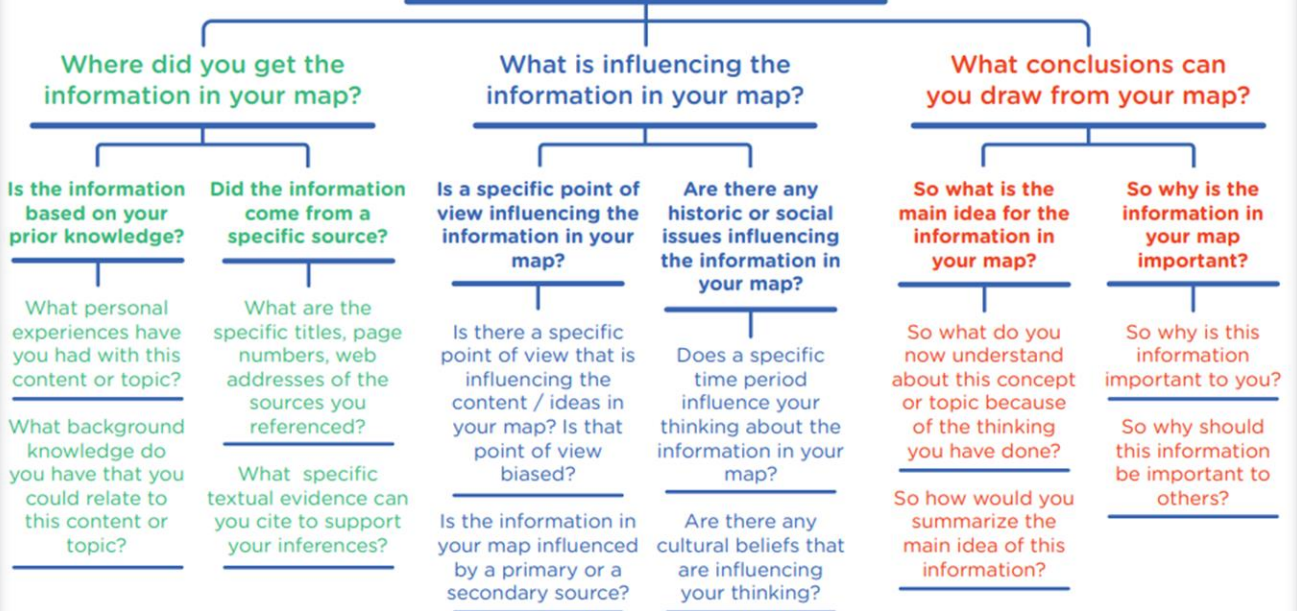 Where did you get the
information in your map?
Is the information
based on your
prior knowledge?
What personal
experiences have
you had with this
content or topic?
What background
knowledge do
you have that you
could relate to
this content or
topic?
Did the information
come from a
specific source?
What are the
specific titles, page
numbers, web
addresses of the
sources you
referenced?
What specific
textual evidence can
you cite to support
your inferences?
What is influencing the
information in your map?
Is a specific point of
view influencing the
information in your
map?
Is there a specific
point of view that is
influencing the
content / ideas in
your map? Is that
point of view
biased?
Is the information in
your map influenced
by a primary or a
secondary source?
Are there any
historic or social
issues influencing
the information in
your map?
Does a specific
time period
influence your
thinking about the
information in your
map?
Are there any
cultural beliefs that
are influencing
your thinking?
What conclusions can
you draw from your map?
So what is the
main idea for the
information in
your map?
So what do you
now understand
about this concept
or topic because
of the thinking
you have done?
So how would you
summarize the
main idea of this
information?
So why is the
information in
your map
important?
So why is this
information
important to you?
So why should
this information
be important to
others?